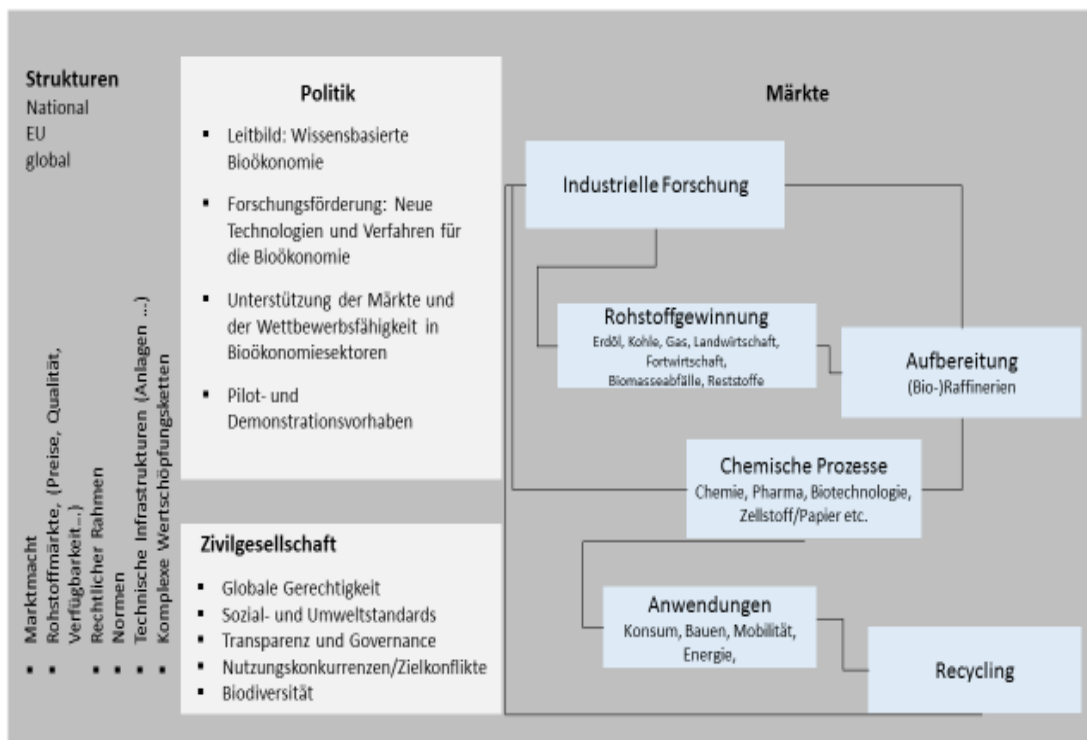 Strukturen
National
EU
global
▪ Marktmacht
▪ Rohstoffmärkte, (Preise, Qualität,
Verfügbarkeit...)
▪ Rechtlicher Rahmen
▪ Normen
▪ Technische Infrastrukturen (Anlagen ...)
▪ Komplexe Wertschöpfungsketten
Politik
▪ Leitbild: Wissensbasierte
Bioökonomie
▪ Forschungsförderung: Neue
Technologien und Verfahren für
die Bioökonomie
▪ Unterstützung der Märkte und
der Wettbewerbsfähigkeit in
Bioökonomiesektoren
▪ Pilot- und
Demonstrationsvorhaben
Zivilgesellschaft
▪ Globale Gerechtigkeit
▪ Sozial- und Umweltstandards
▪ Transparenz und Governance
▪ Nutzungskonkurrenzen/Zielkonflikte
▪ Biodiversität
Märkte
Industrielle Forschung
Rohstoffgewinnung
Erdöl, Kohle, Gas, Landwirtschaft,
Fortwirtschaft,
Biomasseabfälle, Reststoffe
Aufbereitung
(Bio-)Raffinerien
Chemische Prozesse
Chemie, Pharma, Biotechnologie,
Zellstoff/Papier etc.
Anwendungen
Konsum, Bauen, Mobilität,
Energie,
Recycling